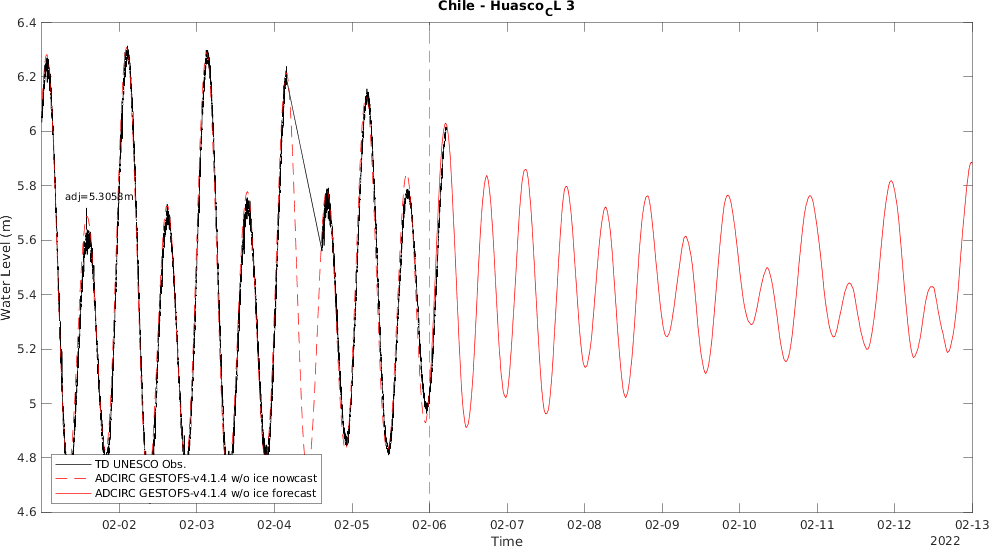 Chile - HuascoCL 3
6.4
6.2
6
5.8
5.6
5.4
5.2
5
4.8
4.6
Water Level (m)
adj=5.3053m
TD UNESCO Obs.
ADCIRC GESTOFS-v4.1.4 w/o ice nowcast
ADCIRC GESTOFS-v4.1.4 w/o ice forecast
02-02 02-03 02-04 02-05 02-06 02-07 02-08 02-09 02-10 02-11 02-12 02-13
Time
2022